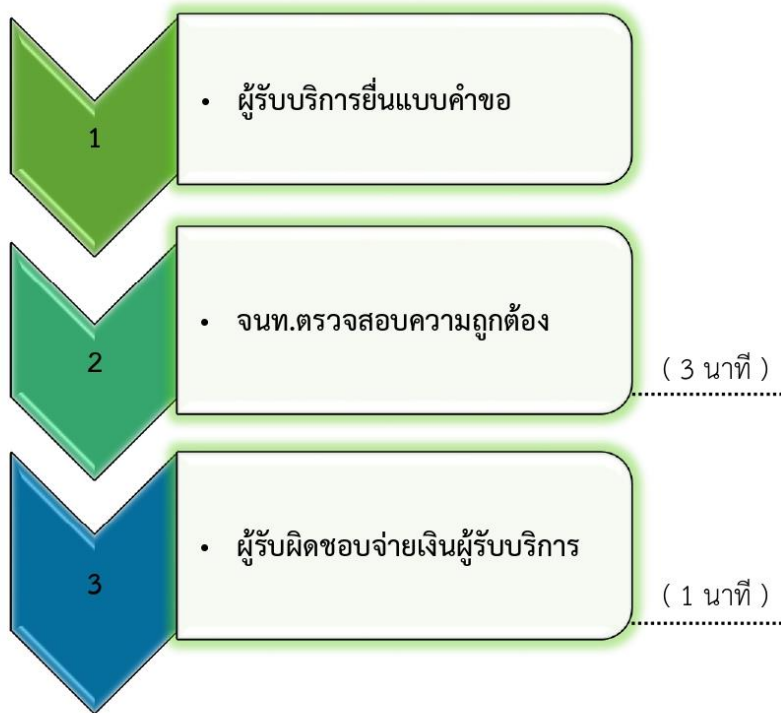 1
• ผู้รับบริการยื่นแบบคำขอ
2
• จนท.ตรวจสอบความถูกต้อง
( 3 นาที )
3
• ผู้รับผิดชอบจ่ายเงินผู้รับบริการ
( 1 นาที )